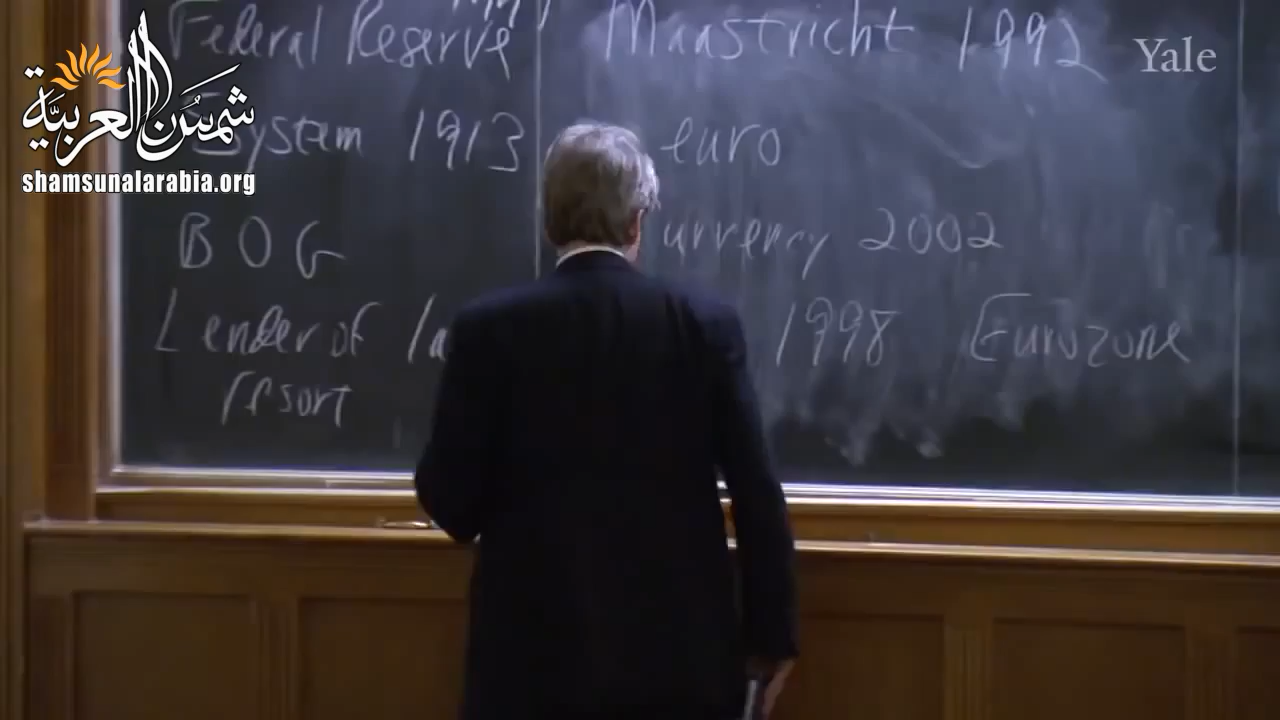 Federal Reserve
System 1913
BOG
Lender of la
resort
Maastricht 1992
euro
urrency 2002
1998 Eurozone
Yale
شمس العربية
shamsunalarabia.org